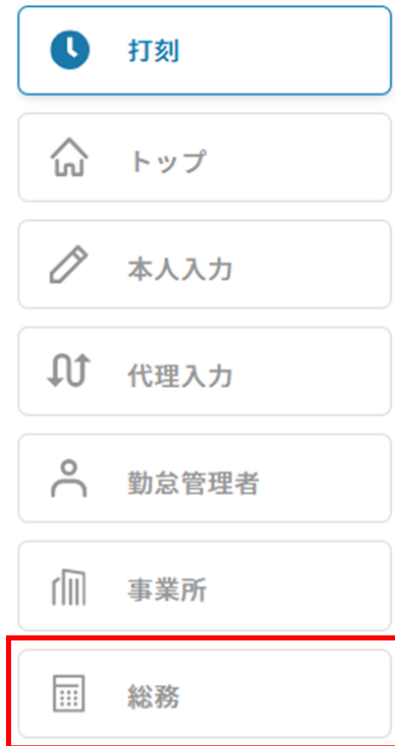 打刻
トップ
本人入力
代理入力
勤怠管理者
事業所
総務